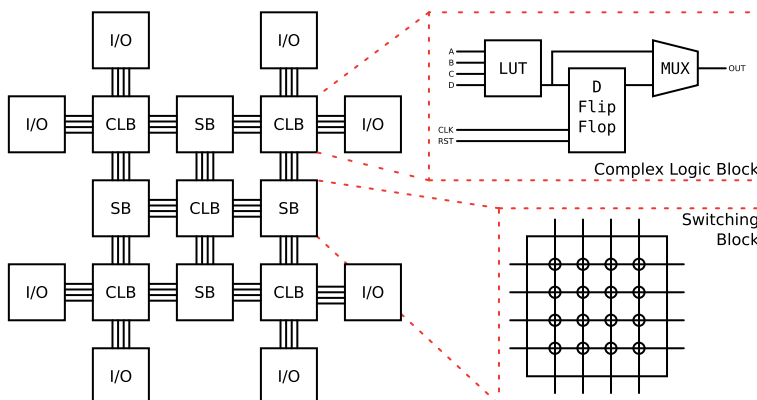 I/O
I/O
I/O
CLB
SB
CLB
I/O
SB
CLB
SB
I/O
CLB
SB
CLB
I/O
I/O
I/O
A
B
C
D
LUT
MUX
OUT
D
Flip
Flop
CLK
RST
Complex Logic Block
Switching
Block